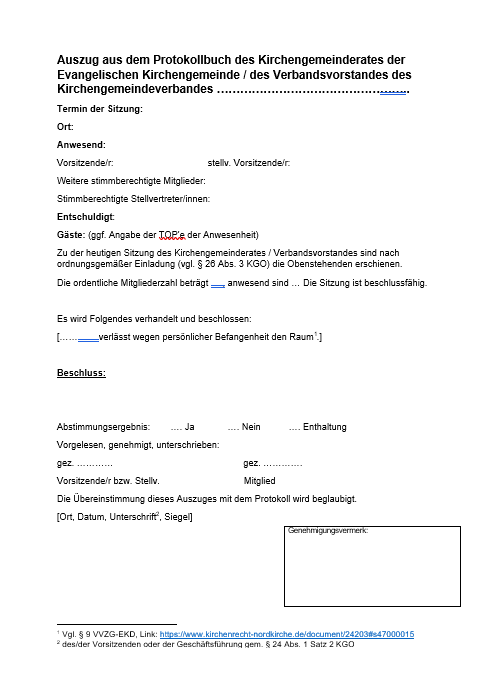 Auszug aus dem Protokollbuch des Kirchengemeinderates der
Evangelischen Kirchengemeinde / des Verbandsvorstandes des
Kirchengemeindeverbandes …………………………………………..
Termin der Sitzung:
Ort:
Anwesend:
Vorsitzende/r: stellv. Vorsitzende/r:
Weitere stimmberechtigte Mitglieder:
Stimmberechtigte Stellvertreter/innen:
Entschuldigt:
Gäste: (ggf. Angabe der TOP'e der Anwesenheit)
Zu der heutigen Sitzung des Kirchengemeinderates / Verbandsvorstandes sind nach
ordnungsgemäßer Einladung (vgl. § 26 Abs. 3 KGO) die Obenstehenden erschienen.
Die ordentliche Mitgliederzahl beträgt …., anwesend sind … Die Sitzung ist beschlussfähig.
Es wird Folgendes verhandelt und beschlossen:
[………….verlässt wegen persönlicher Befangenheit den Raum¹.]
Beschluss:
Abstimmungsergebnis: …. Ja …. Nein …. Enthaltung
Vorgelesen, genehmigt, unterschrieben:
gez. ………… gez. ………….
Vorsitzende/r bzw. Stellv. Mitglied
Die Übereinstimmung dieses Auszuges mit dem Protokoll wird beglaubigt.
[Ort, Datum, Unterschrift², Siegel]
Genehmigungsvermerk:
¹ Vgl. § 9 VVZG-EKD, Link: https://www.kirchenrecht-nordkirche.de/document/24203#s47000015
² des/der Vorsitzenden oder der Geschäftsführung gem. § 24 Abs. 1 Satz 2 KGO